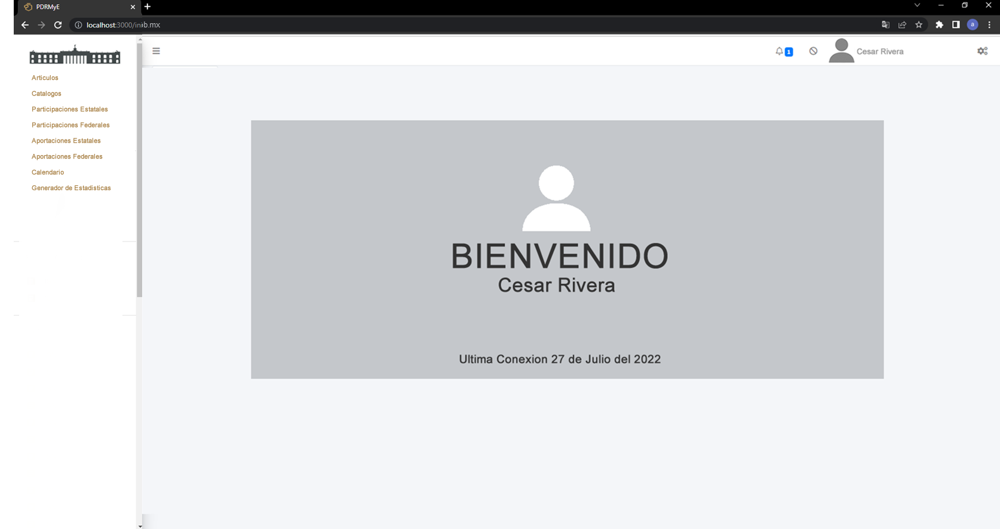 PDRMyE
localhost:3000/inib.mx
a
1
Cesar Rivera
Articulos
Catalogos
Participaciones Estatales
Participaciones Federales
Aportaciones Estatales
Aportaciones Federales
Calendario
Generador de Estadisticas
BIENVENIDO
Cesar Rivera
Ultima Conexion 27 de Julio del 2022